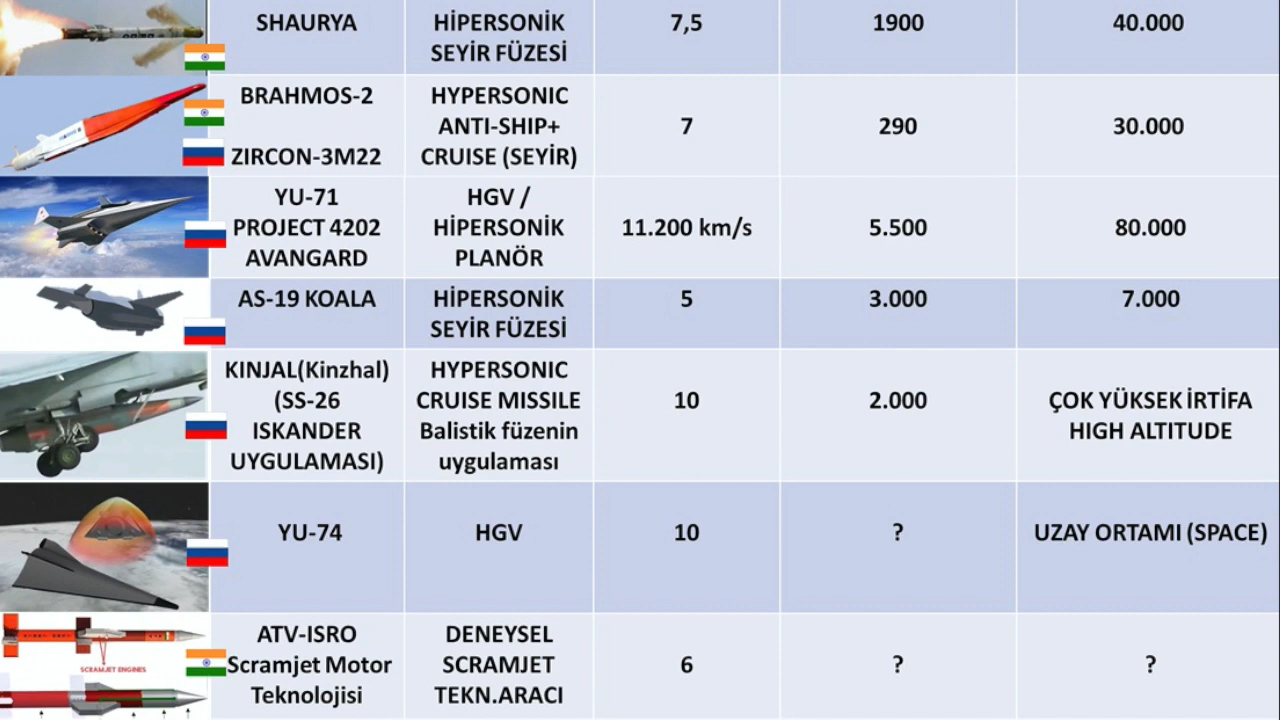 SHAURYA
HİPERSONİK
SEYİR FÜZESİ
7,5
1900
40.000
BRAHMOS-2
ZIRCON-3M22
HYPERSONIC
ANTI-SHIP+
CRUISE (SEYİR)
7
290
30.000
YU-71
PROJECT 4202
AVANGARD
HGV /
HİPERSONİK
PLANÖR
11.200 km/s
5.500
80.000
AS-19 KOALA
HİPERSONİK
SEYİR FÜZESİ
5
3.000
7.000
KINJAL(Kinzhal)
(SS-26
ISKANDER
UYGULAMASI)
HYPERSONIC
CRUISE MISSILE
Balistik füzenin
uygulaması
10
2.000
ÇOK YÜKSEK İRTİFA
HIGH ALTITUDE
YU-74
HGV
10
?
UZAY ORTAMI (SPACE)
SCRAMJET ENGINES
ATV-ISRO
Scramjet Motor
Teknolojisi
DENEYSEL
SCRAMJET
TEKN.ARACI
6
?
?